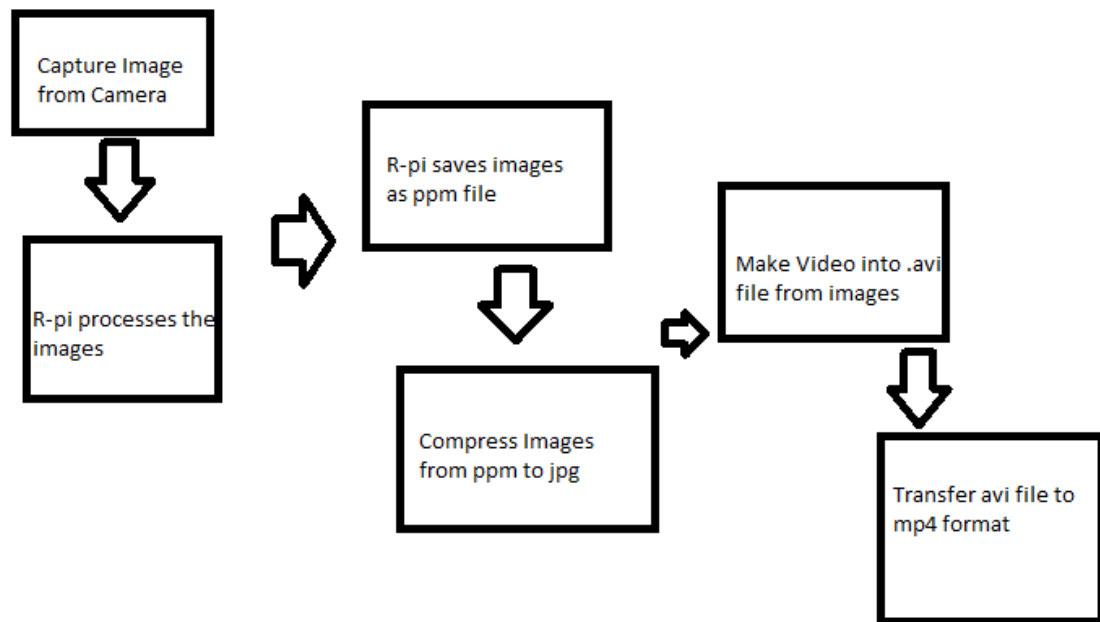 Capture Image
from Camera
R-pi processes the
images
R-pi saves images
as ppm file
Compress Images
from ppm to jpg
Make Video into .avi
file from images
Transfer avi file to
mp4 format